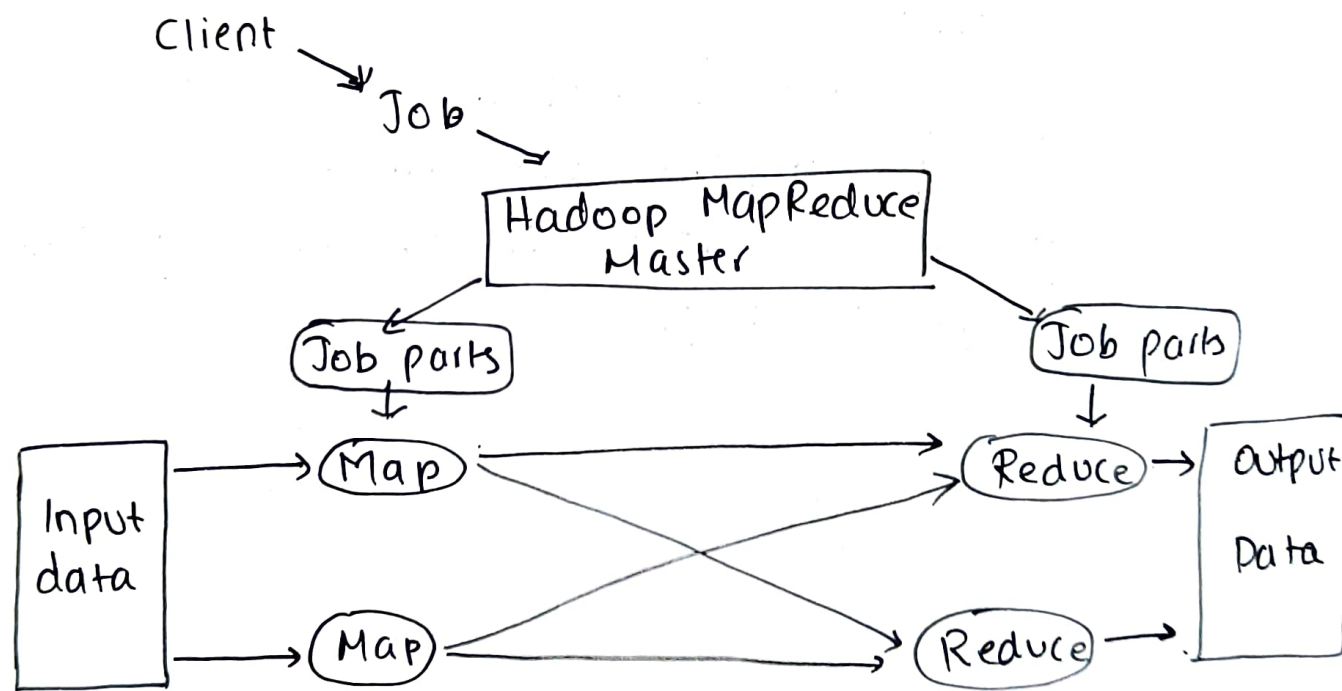 Client
Job
Hadoop MapReduce
Master
Job parts
Job parts
Map
Reduce
Input
data
Output
Data
Map
Reduce